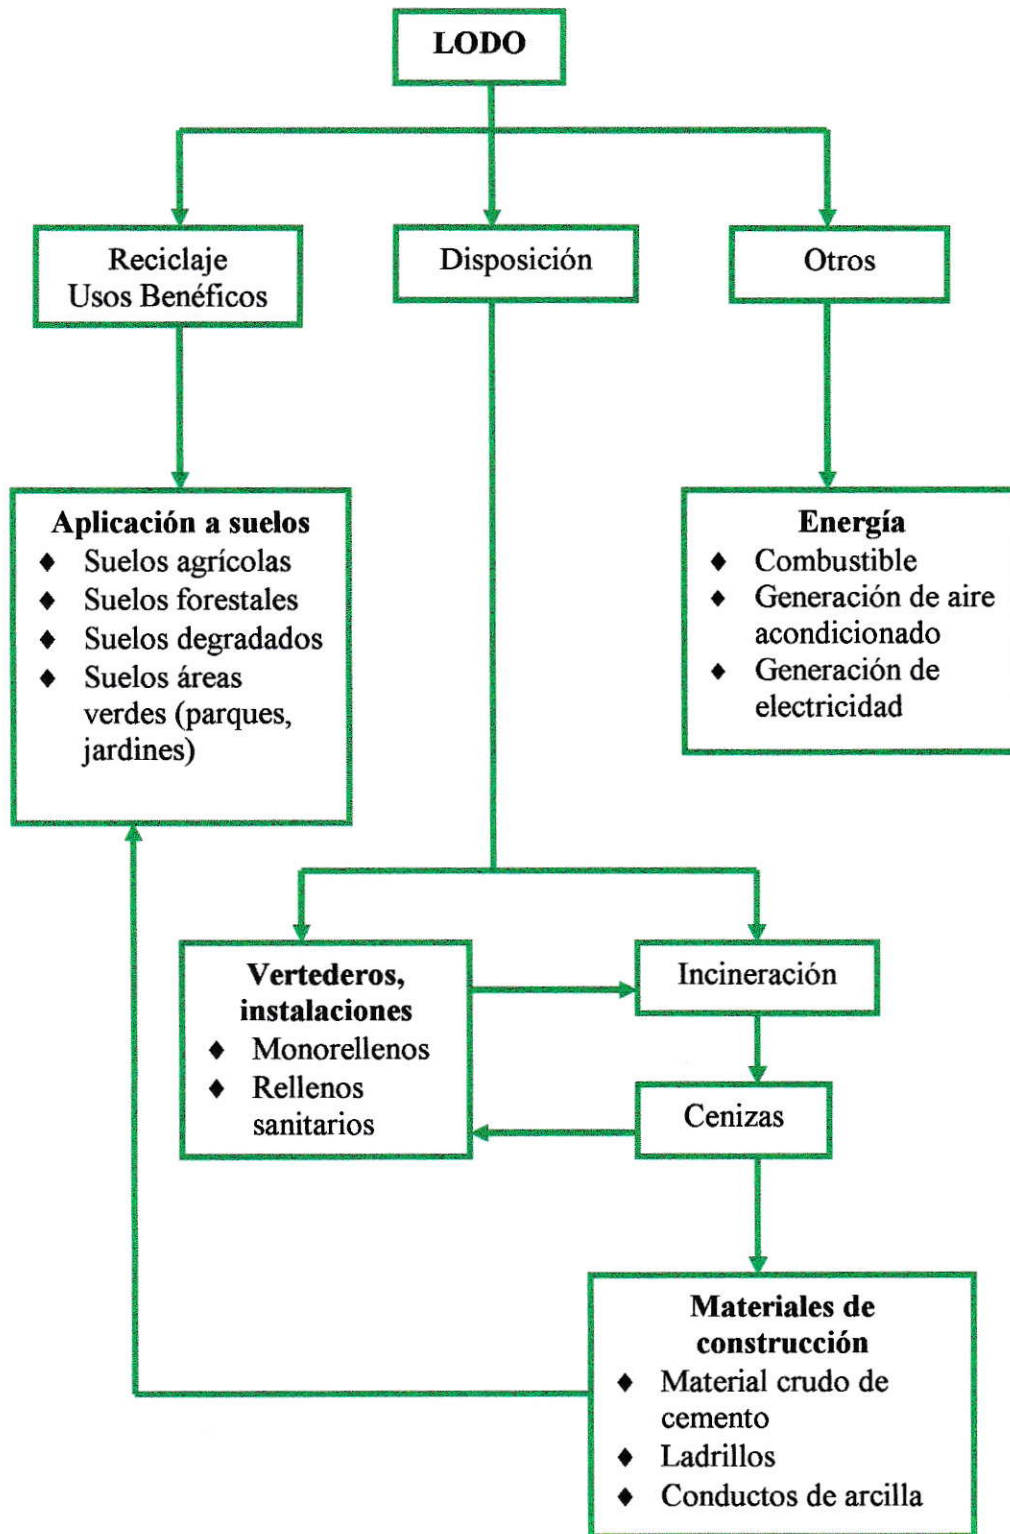 LODO
Reciclaje
Usos Benéficos
Disposición
Otros
Aplicación a suelos
♦ Suelos agrícolas
♦ Suelos forestales
♦ Suelos degradados
♦ Suelos áreas
verdes (parques,
jardines)
Energía
♦ Combustible
♦ Generación de aire
acondicionado
♦ Generación de
electricidad
Vertederos,
instalaciones
♦ Monorellenos
♦ Rellenos
sanitarios
Incineración
Cenizas
Materiales de
construcción
♦ Material crudo de
cemento
♦ Ladrillos
♦ Conductos de arcilla